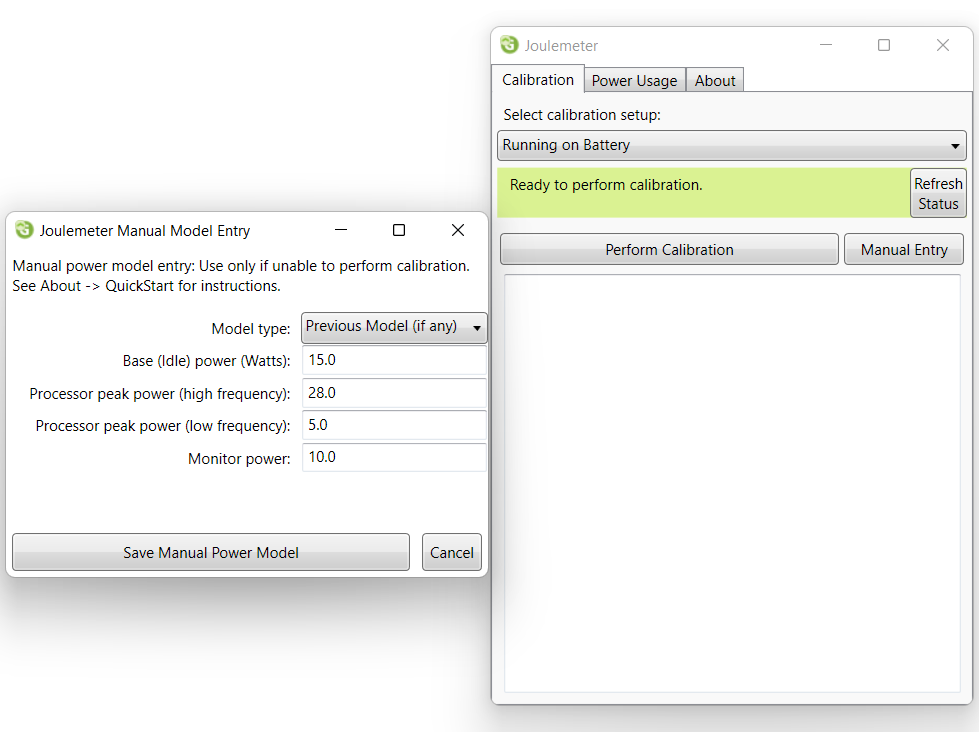 Joulemeter Manual Model Entry
Manual power model entry: Use only if unable to perform calibration.
See About -> QuickStart for instructions.
Model type: Previous Model (if any)
Base (Idle) power (Watts): 15.0
Processor peak power (high frequency): 28.0
Processor peak power (low frequency): 5.0
Monitor power: 10.0
Save Manual Power Model Cancel
Joulemeter
Calibration Power Usage About
Select calibration setup:
Running on Battery
Ready to perform calibration.
Refresh
Status
Perform Calibration Manual Entry